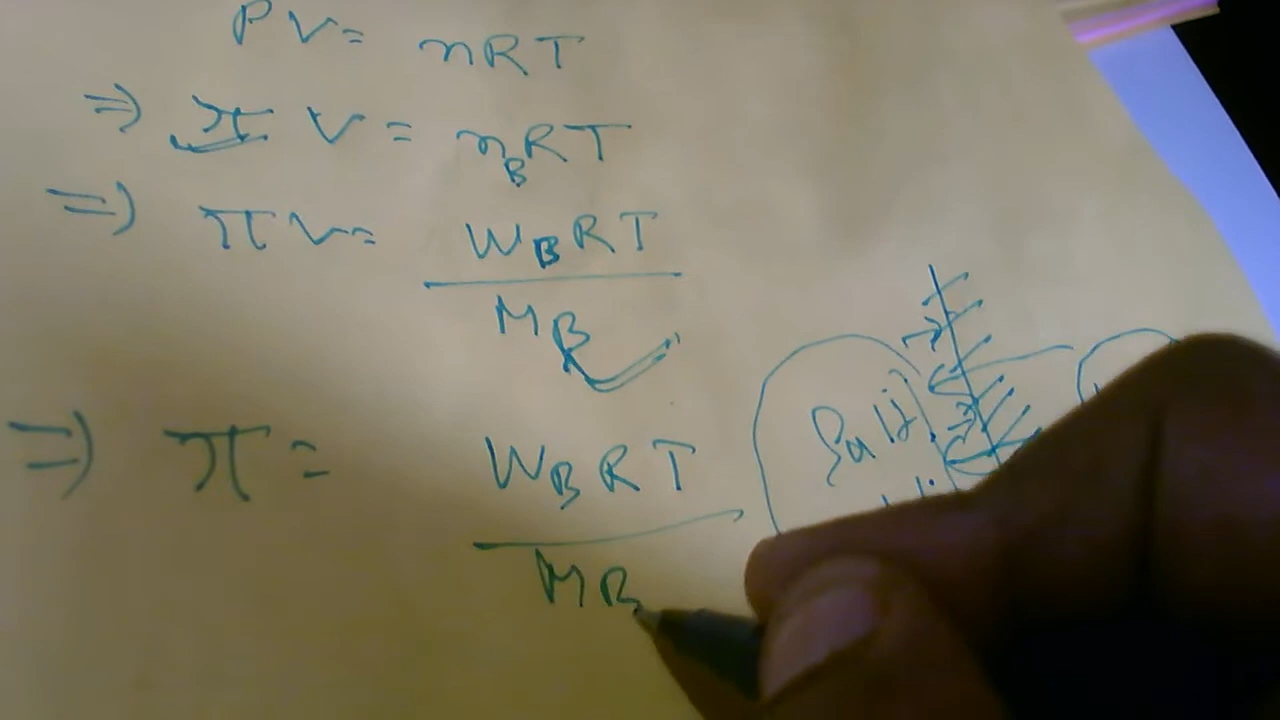 PV = nRT
⇒ π V = n_B RT
⇒ πV = W_B RT
M_B
⇒ π = W_B RT
M_B